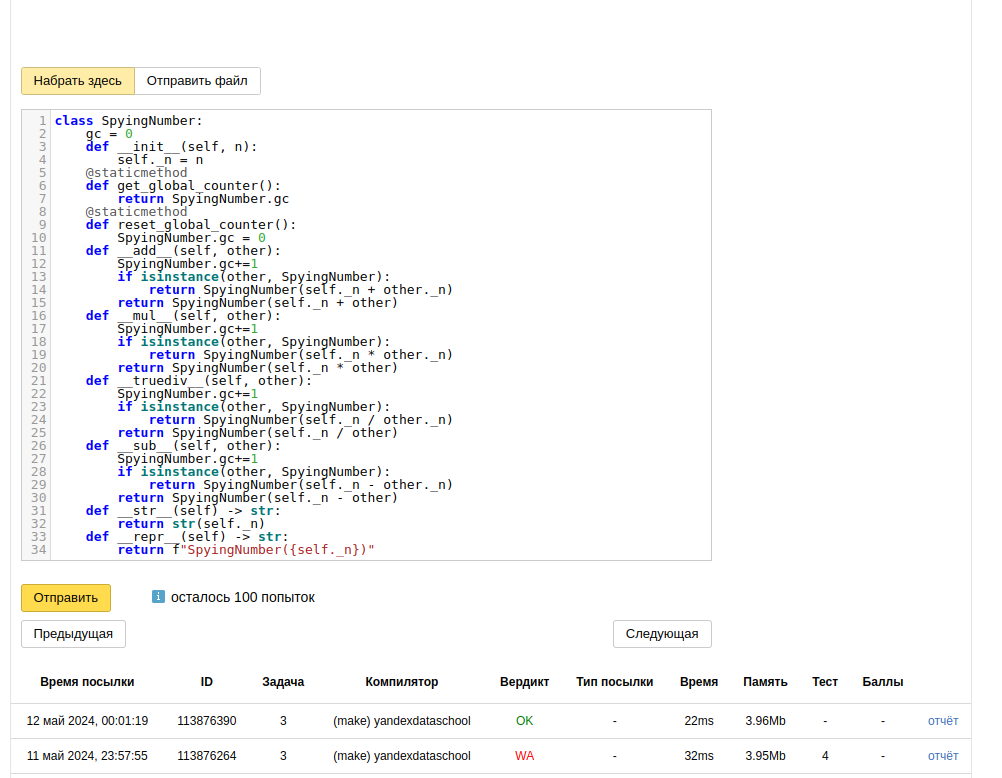 Набрать здесь Отправить файл
1 class SpyingNumber:
2     gc = 0
3     def __init__(self, n):
4         self._n = n
5     @staticmethod
6     def get_global_counter():
7         return SpyingNumber.gc
8     @staticmethod
9     def reset_global_counter():
10         SpyingNumber.gc = 0
11     def __add__(self, other):
12         SpyingNumber.gc+=1
13         if isinstance(other, SpyingNumber):
14             return SpyingNumber(self._n + other._n)
15         return SpyingNumber(self._n + other)
16     def __mul__(self, other):
17         SpyingNumber.gc+=1
18         if isinstance(other, SpyingNumber):
19             return SpyingNumber(self._n * other._n)
20         return SpyingNumber(self._n * other)
21     def __truediv__(self, other):
22         SpyingNumber.gc+=1
23         if isinstance(other, SpyingNumber):
24             return SpyingNumber(self._n / other._n)
25         return SpyingNumber(self._n / other)
26     def __sub__(self, other):
27         SpyingNumber.gc+=1
28         if isinstance(other, SpyingNumber):
29             return SpyingNumber(self._n - other._n)
30         return SpyingNumber(self._n - other)
31     def __str__(self) -> str:
32         return str(self._n)
33     def __repr__(self) -> str:
34         return f"SpyingNumber({self._n})"
Отправить i осталось 100 попыток
Предыдущая Следующая
Время посылки ID Задача Компилятор Вердикт Тип посылки Время Память Тест Баллы
12 май 2024, 00:01:19 113876390 3 (make) yandexdataschool OK - 22ms 3.96Mb - - отчёт
11 май 2024, 23:57:55 113876264 3 (make) yandexdataschool WA - 32ms 3.95Mb 4 - отчёт